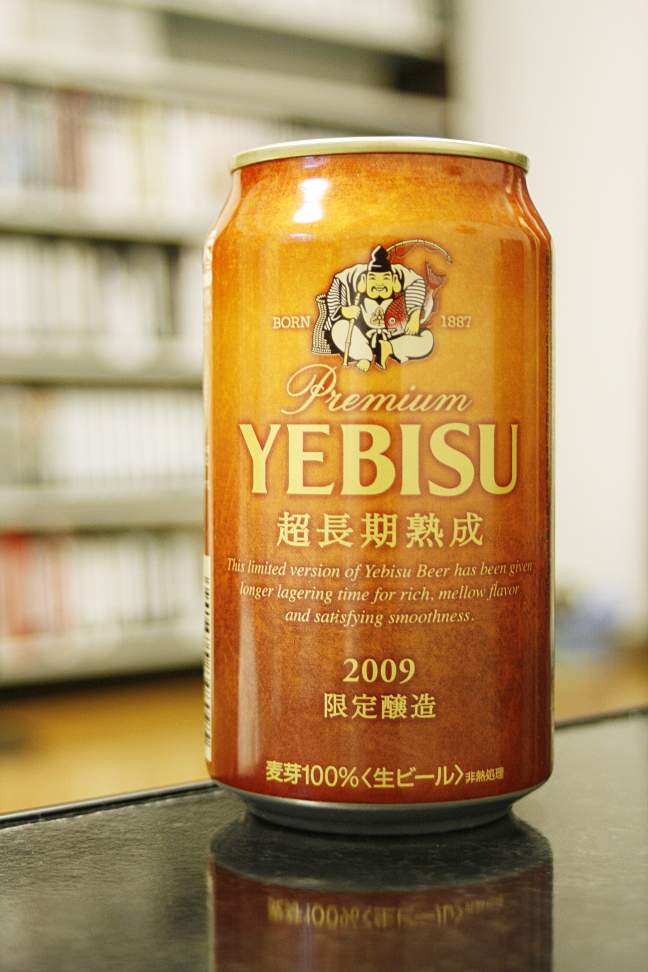 BORN 1887
Premium
YEBISU
超長期熟成
This limited version of Yebisu Beer has been given
longer lagering time for rich, mellow flavor
and satisfying smoothness.
2009
限定醸造
麦芽100%〈生ビール〉非熱処理